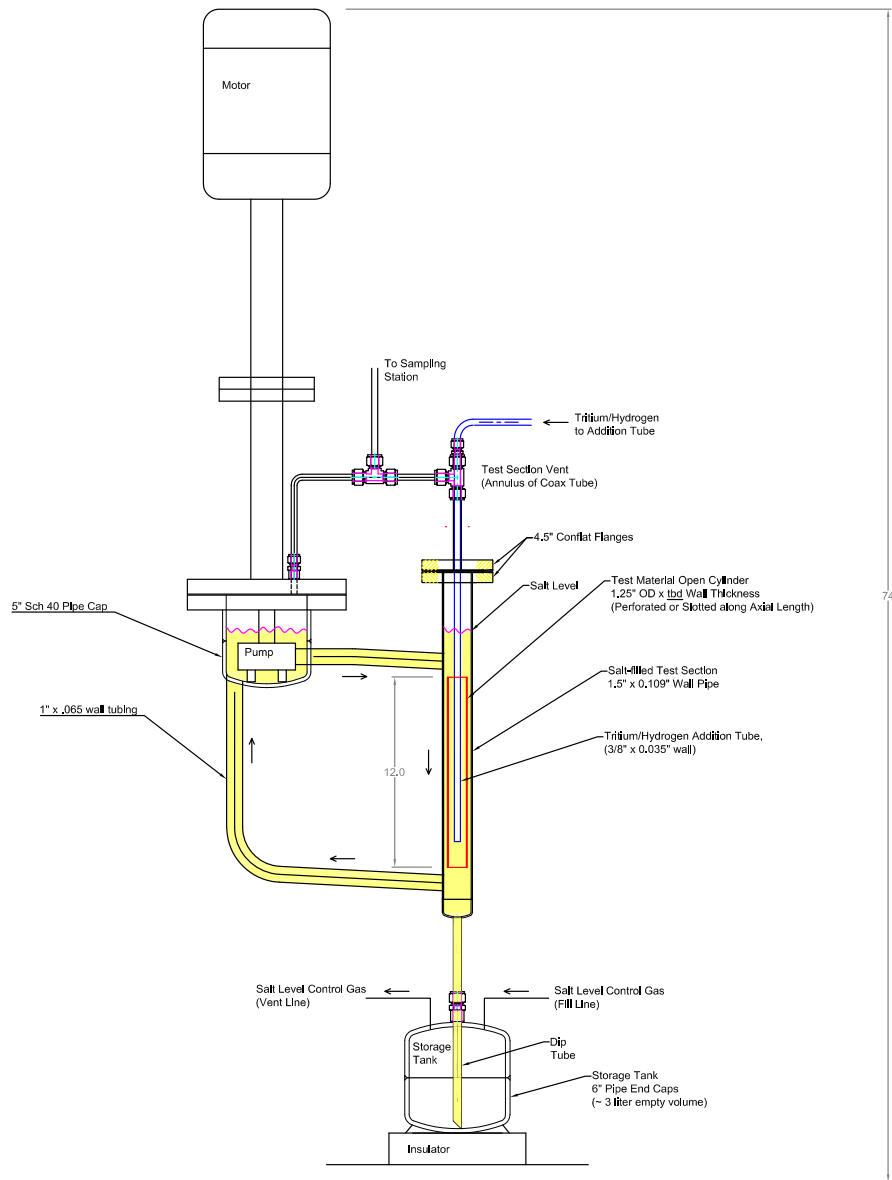 Motor
To Sampling
Station
Tritium/Hydrogen
to Addition Tube
Test Section Vent
(Annulus of Coax Tube)
4.5" Conflat Flanges
Salt Level
Test Material Open Cylinder
1.25" OD x tbd Wall Thickness
(Perforated or Slotted along Axial Length)
5" Sch 40 Pipe Cap
Pump
Salt-filled Test Section
1.5" x 0.109" Wall Pipe
1" x .065 wall tubing
Tritium/Hydrogen Addition Tube,
(3/8" x 0.035" wall)
12.0
74
Salt Level Control Gas
(Vent Line)
Salt Level Control Gas
(Fill Line)
Storage
Tank
Dip
Tube
Storage Tank
6" Pipe End Caps
(~ 3 liter empty volume)
Insulator